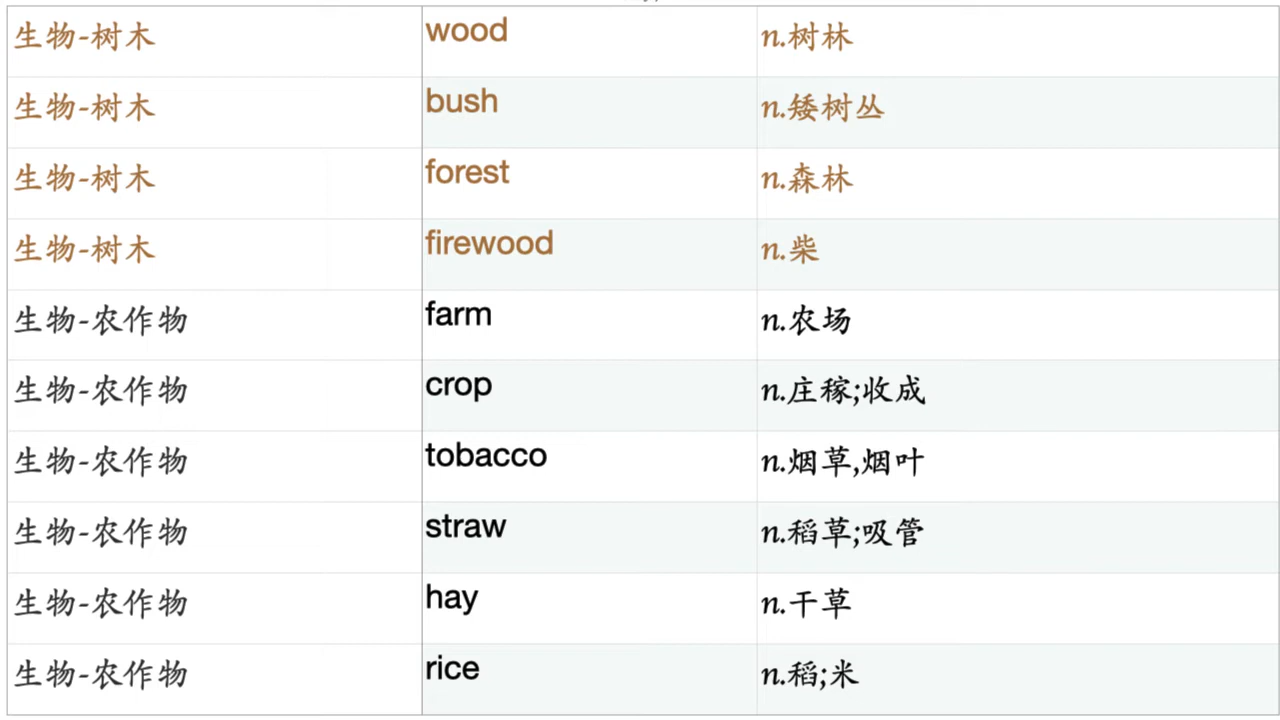 生物-树木 wood n.树林
生物-树木 bush n.矮树丛
生物-树木 forest n.森林
生物-树木 firewood n.柴
生物-农作物 farm n.农场
生物-农作物 crop n.庄稼;收成
生物-农作物 tobacco n.烟草,烟叶
生物-农作物 straw n.稻草;吸管
生物-农作物 hay n.干草
生物-农作物 rice n.稻;米